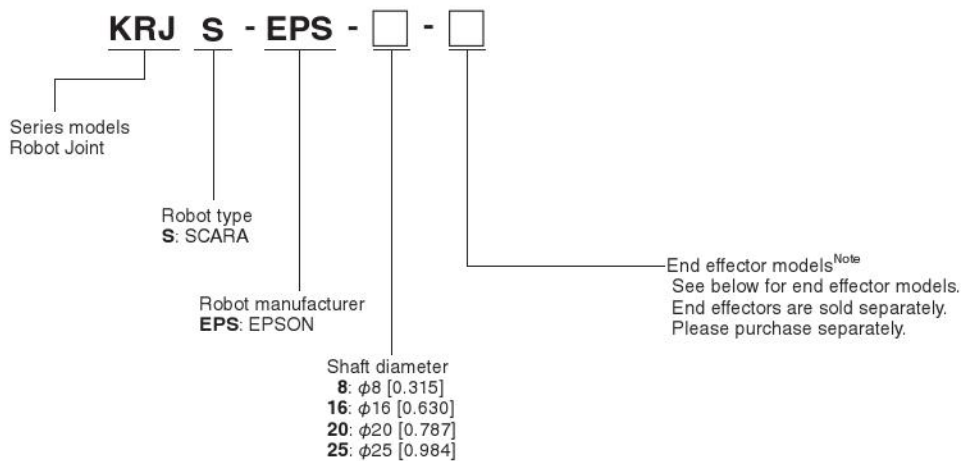 KRJ S - EPS - □ - □
Series models
Robot Joint
Robot type
S: SCARA
End effector models Note
See below for end effector models.
End effectors are sold separately.
Please purchase separately.
Robot manufacturer
EPS: EPSON
Shaft diameter
8: φ8 [0.315]
16: φ16 [0.630]
20: φ20 [0.787]
25: φ25 [0.984]